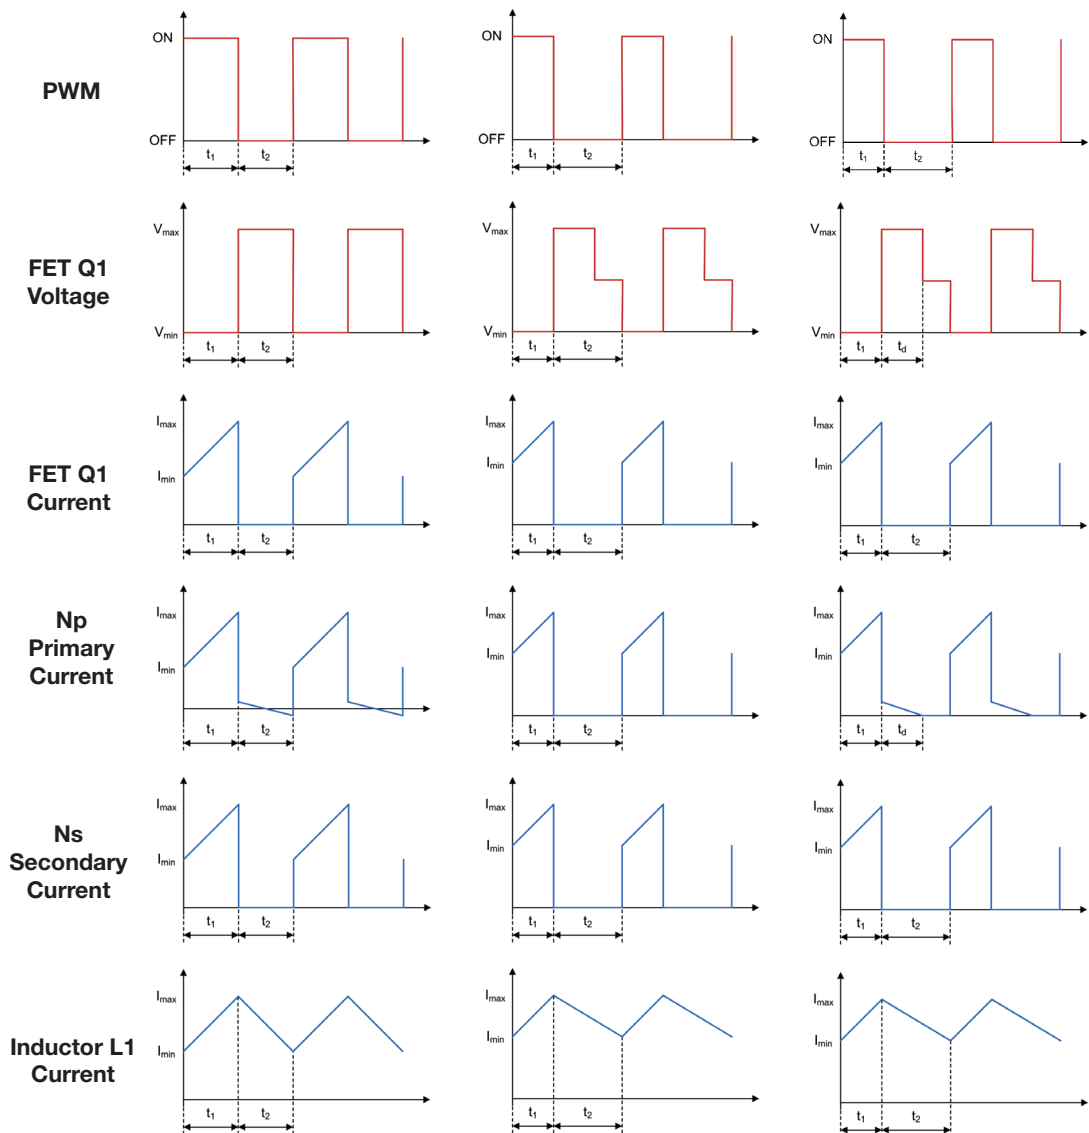 ON
ON
ON
PWM
OFF
OFF
OFF
t1
t2
t1
t2
t1
t2
Vmax
Vmax
Vmax
FET Q1
Voltage
Vmin
Vmin
Vmin
t1
t2
t1
t2
t1
td
Imax
Imax
Imax
FET Q1
Current
Imin
Imin
Imin
t1
t2
t1
t2
t1
t2
Imax
Imax
Imax
Np
Primary
Current
Imin
Imin
Imin
t1
t2
t1
t2
t1
td
Imax
Imax
Imax
Ns
Secondary
Current
Imin
Imin
Imin
t1
t2
t1
t2
t1
t2
Imax
Imax
Imax
Inductor L1
Current
Imin
Imin
Imin
t1
t2
t1
t2
t1
t2